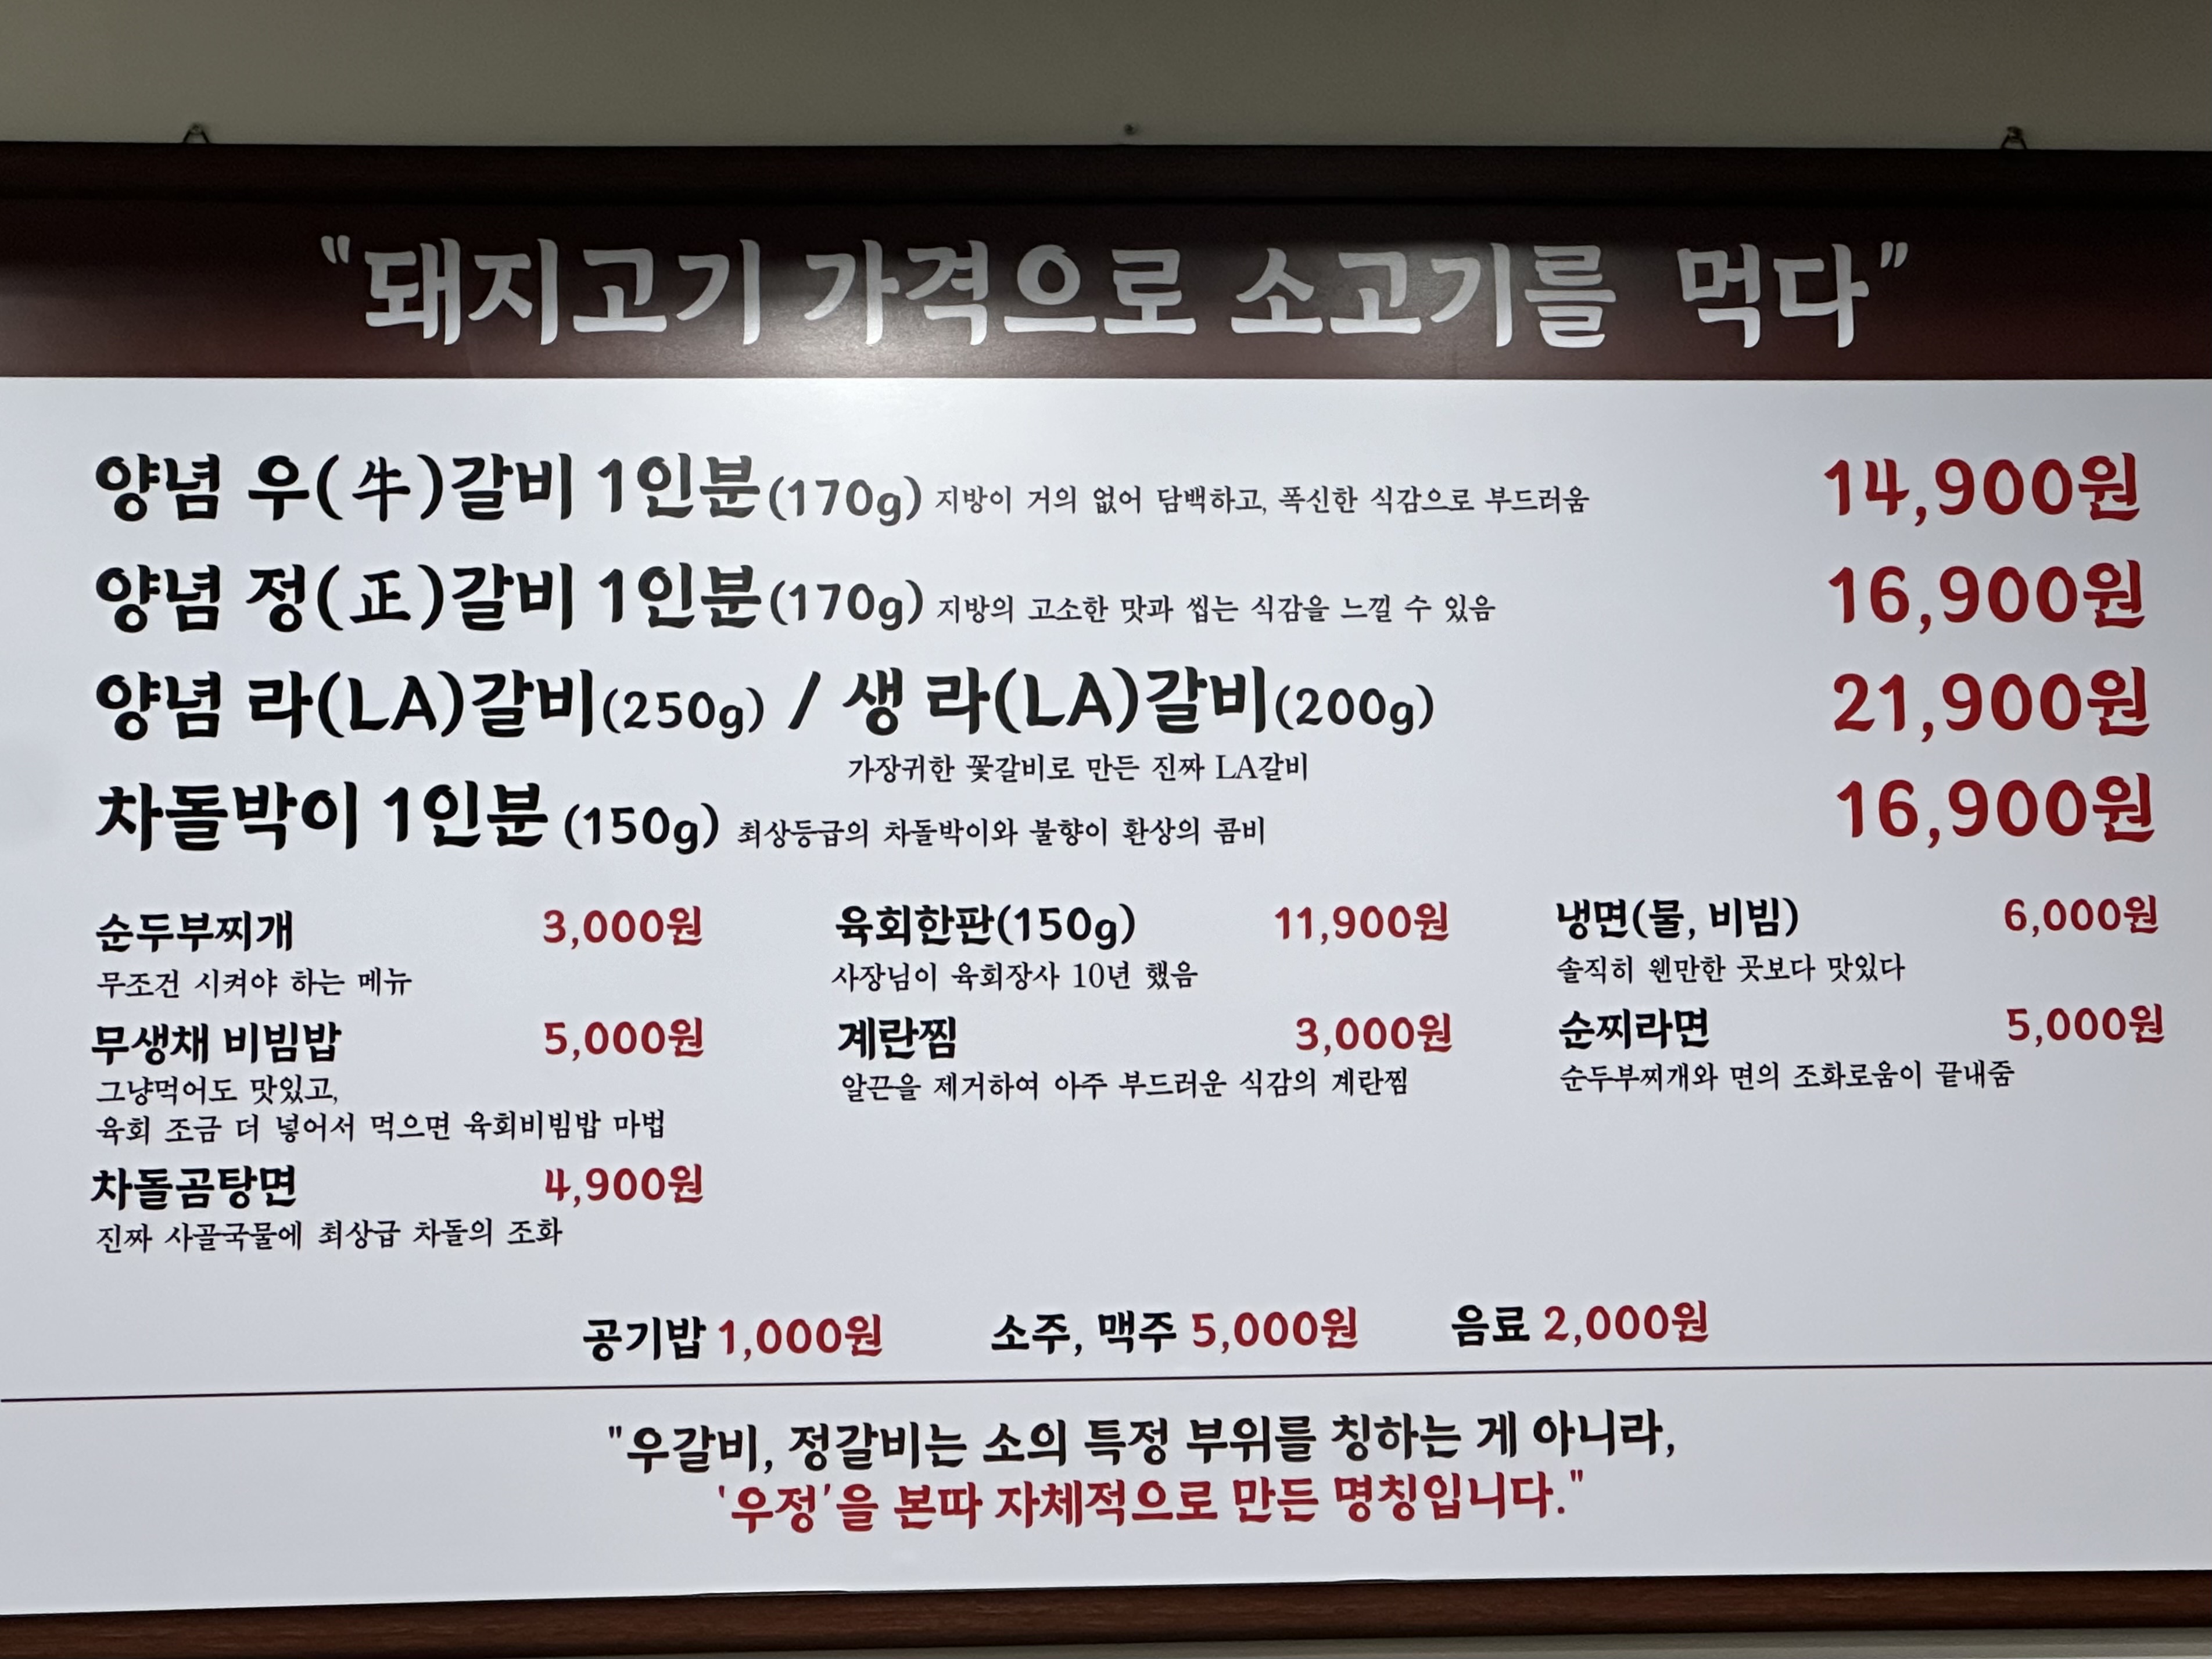 "돼지고기 가격으로 소고기를 먹다"
양념 우(牛)갈비 1인분(170g) 지방이 거의 없어 담백하고, 폭신한 식감으로 부드러움 14,900원
양념 정(正)갈비 1인분(170g) 지방의 고소한 맛과 씹는 식감을 느낄 수 있음 16,900원
양념 라(LA)갈비(250g) / 생 라(LA)갈비(200g) 21,900원
가장귀한 꽃갈비로 만든 진짜 LA갈비
차돌박이 1인분 (150g) 최상등급의 차돌박이와 불향이 환상의 콤비 16,900원
순두부찌개 3,000원
무조건 시켜야 하는 메뉴
무생채 비빔밥 5,000원
그냥먹어도 맛있고,
육회 조금 더 넣어서 먹으면 육회비빔밥 마법
차돌곰탕면 4,900원
진짜 사골국물에 최상급 차돌의 조화
육회한판(150g) 11,900원
사장님이 육회장사 10년 했음
계란찜 3,000원
알끈을 제거하여 아주 부드러운 식감의 계란찜
냉면(물, 비빔) 6,000원
솔직히 웬만한 곳보다 맛있다
순찌라면 5,000원
순두부찌개와 면의 조화로움이 끝내줌
공기밥 1,000원 소주, 맥주 5,000원 음료 2,000원
"우갈비, 정갈비는 소의 특정 부위를 칭하는 게 아니라,
'우정'을 본따 자체적으로 만든 명칭입니다."